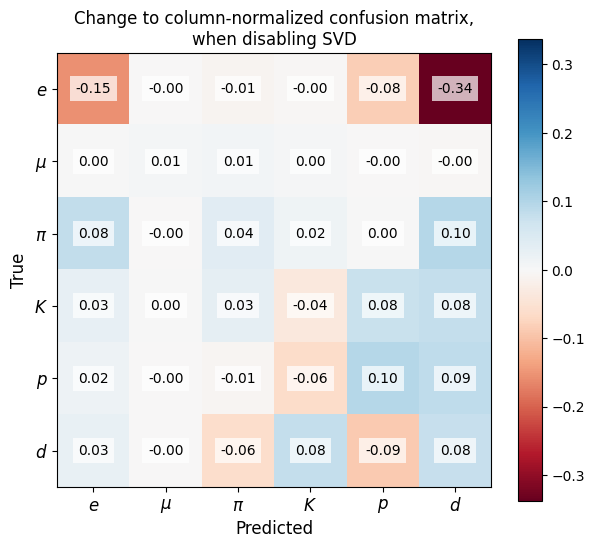 Change to column-normalized confusion matrix,
when disabling SVD
e -0.15 -0.00 -0.01 -0.00 -0.08 -0.34
μ 0.00 0.01 0.01 0.00 -0.00 -0.00
π 0.08 -0.00 0.04 0.02 0.00 0.10
K 0.03 0.00 0.03 -0.04 0.08 0.08
p 0.02 -0.00 -0.01 -0.06 0.10 0.09
d 0.03 -0.00 -0.06 0.08 -0.09 0.08
e μ π K p d
Predicted
True
0.3
0.2
0.1
0.0
−0.1
−0.2
−0.3